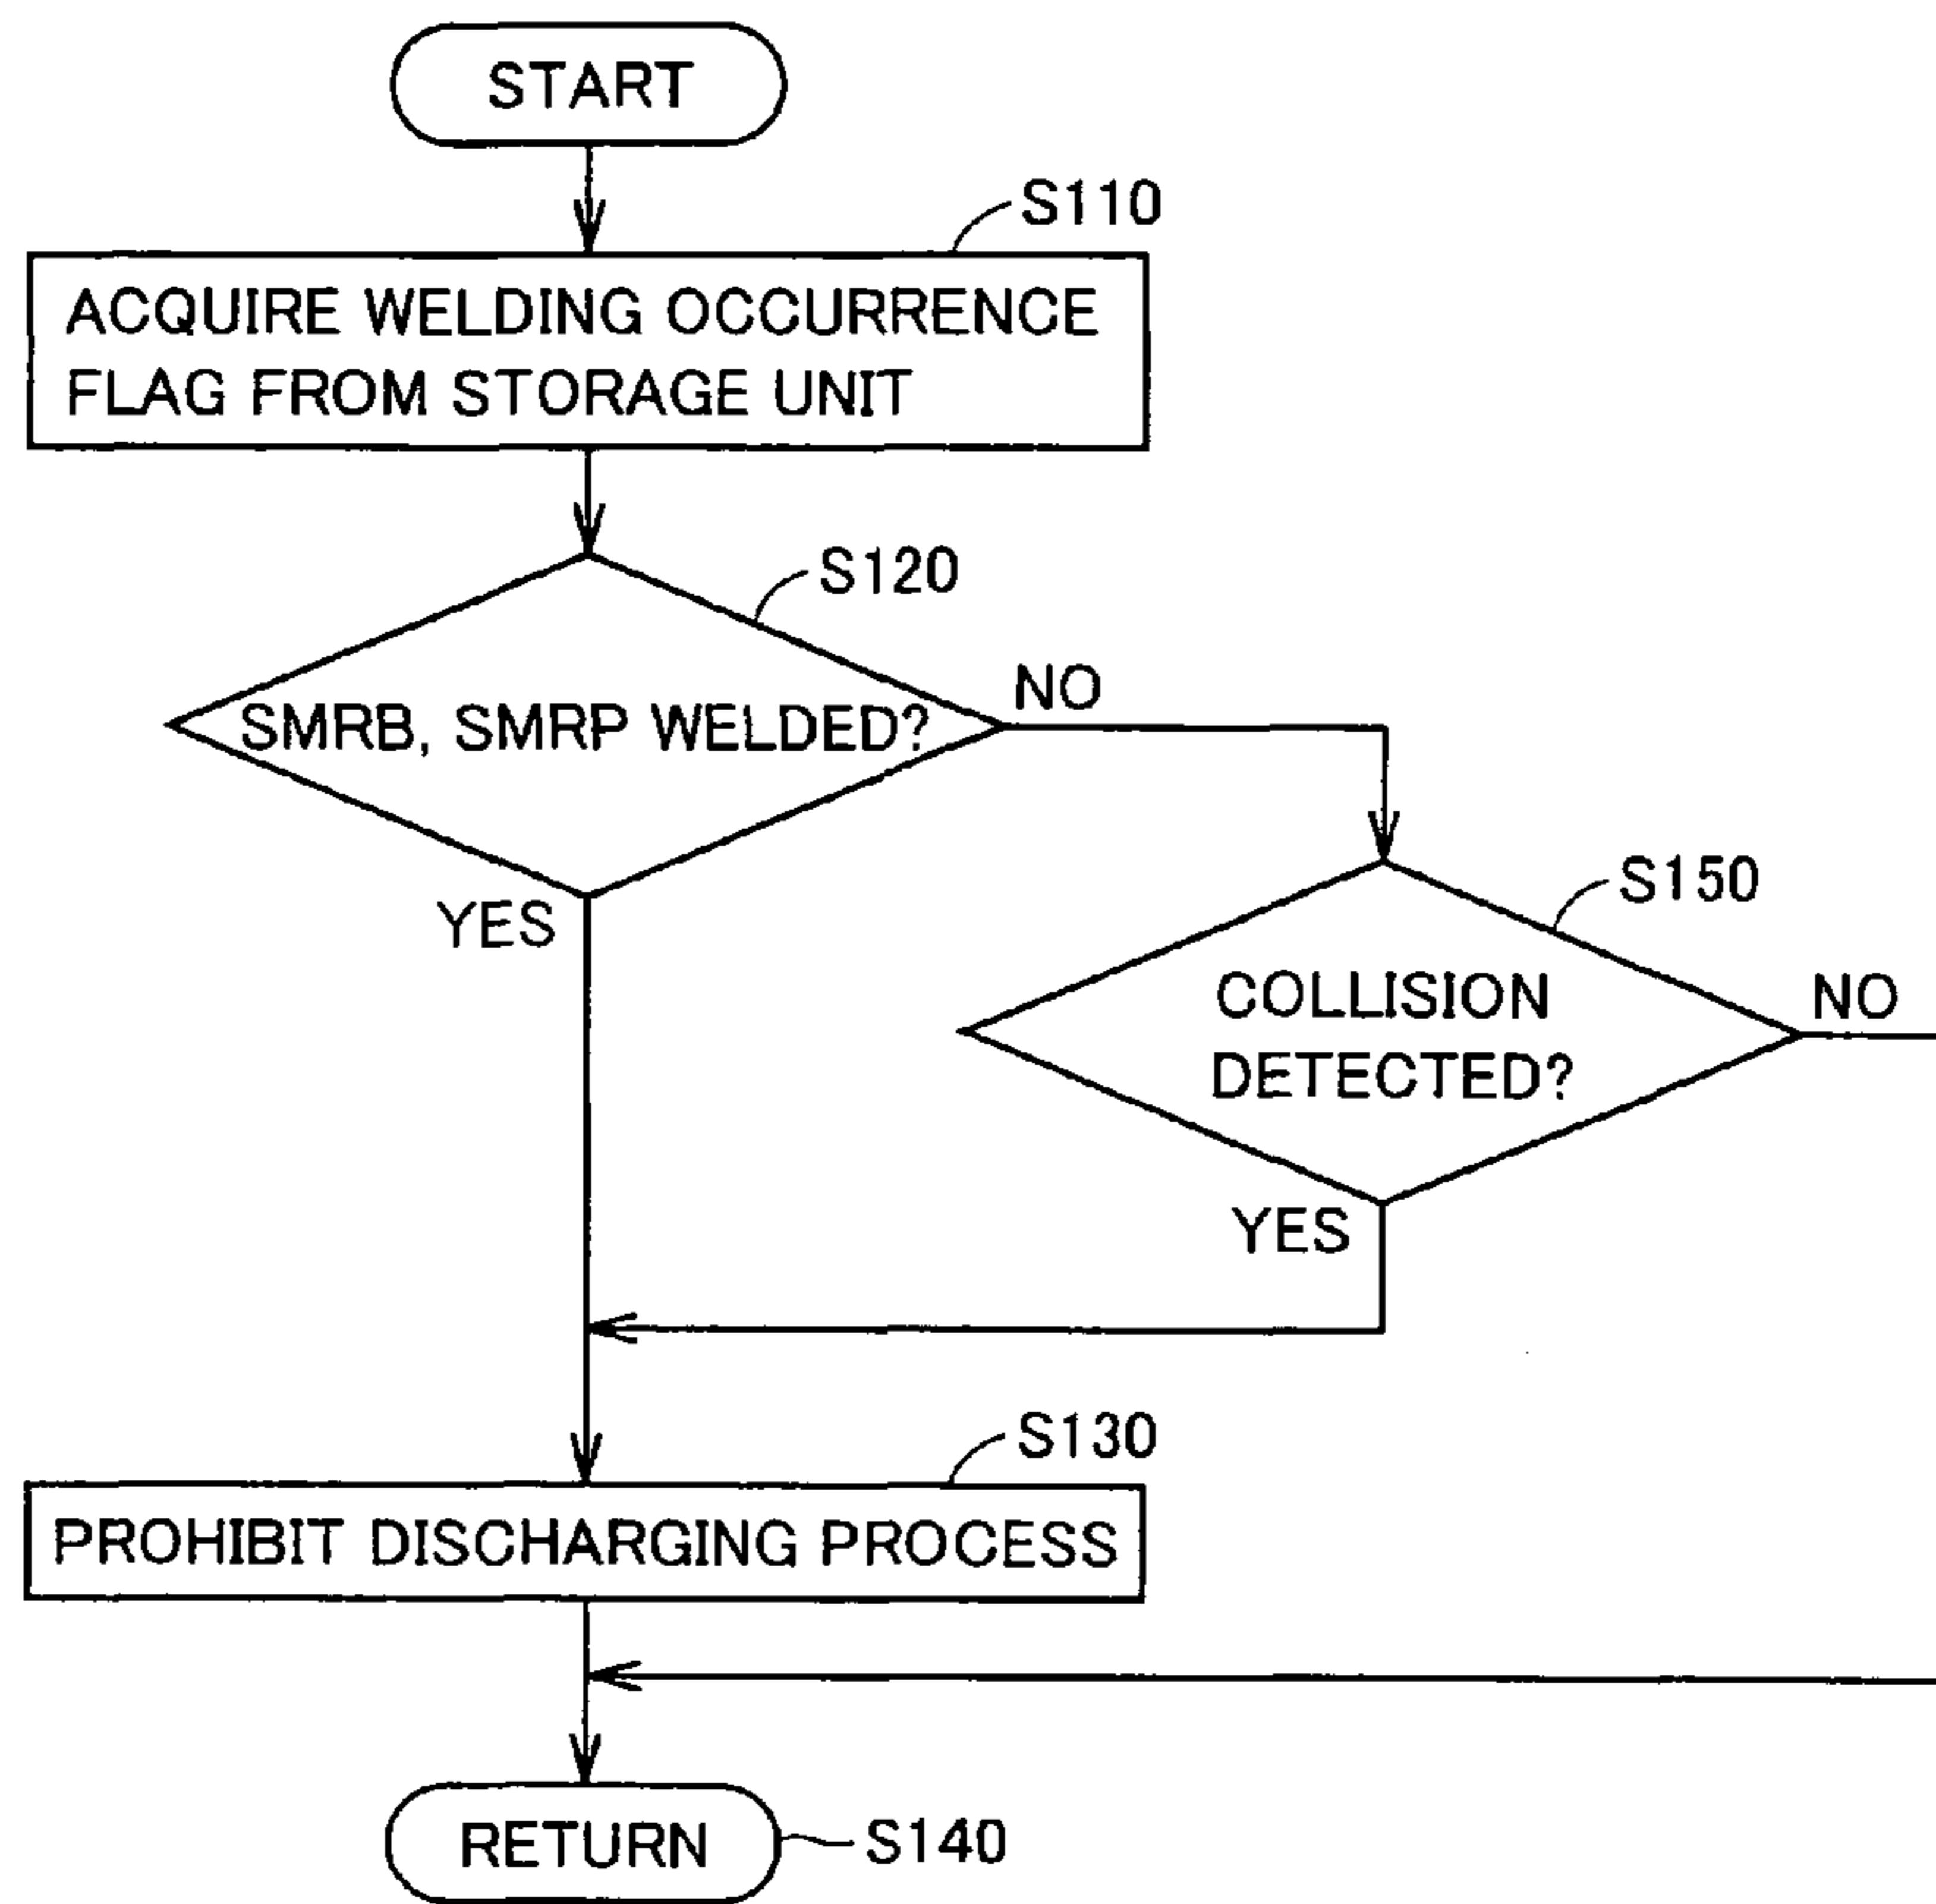 START
S110
ACQUIRE WELDING OCCURRENCE
FLAG FROM STORAGE UNIT
S120
SMRB, SMRP WELDED?
NO
YES
S150
COLLISION
DETECTED?
NO
YES
S130
PROHIBIT DISCHARGING PROCESS
RETURN
S140